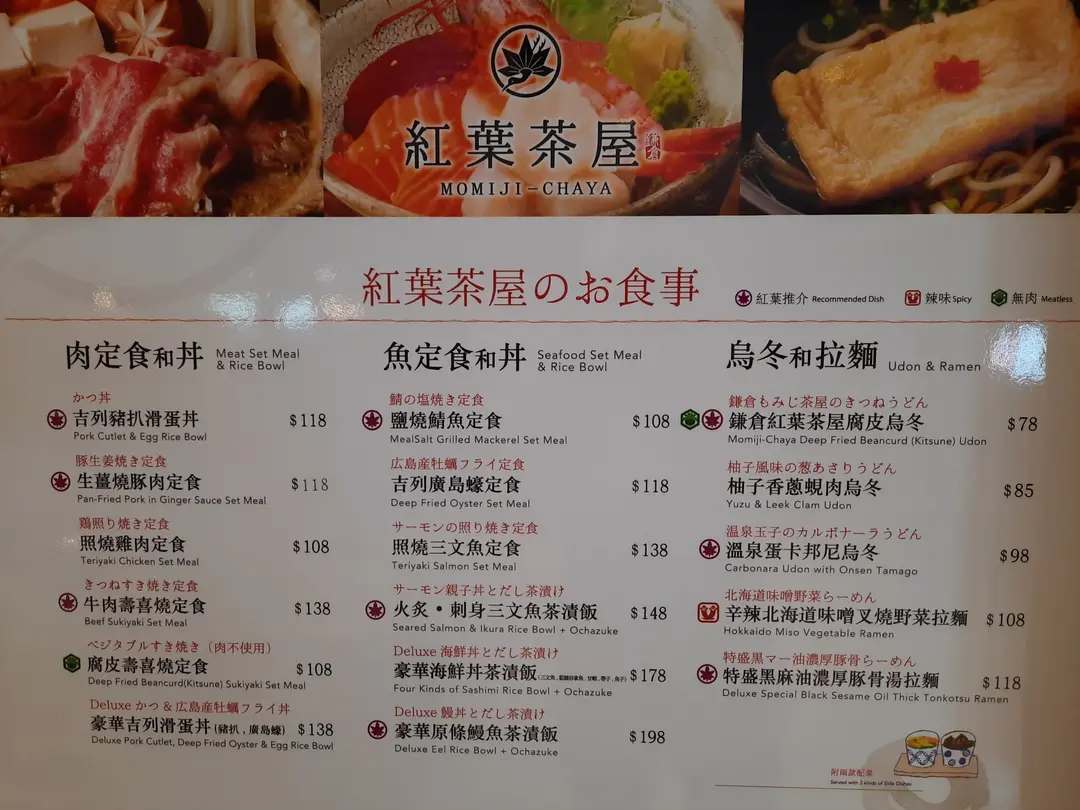 紅葉茶屋
MOMIJI-CHAYA
紅葉茶屋のお食事
紅葉推介 Recommended Dish
辣味 Spicy
無肉 Meatless
肉定食和丼 Meat Set Meal
& Rice Bowl
かつ丼
吉列豬扒滑蛋丼 $118
Pork Cutlet & Egg Rice Bowl
豚生姜焼き定食
生薑燒豚肉定食 $118
Pan-Fried Pork in Ginger Sauce Set Meal
鶏照り焼き定食
照燒雞肉定食 $108
Teriyaki Chicken Set Meal
きつねすき焼き定食
牛肉壽喜燒定食 $138
Beef Sukiyaki Set Meal
ベジタブルすき焼き（肉不使用）
腐皮壽喜燒定食 $108
Deep Fried Beancurd(Kitsune) Sukiyaki Set Meal
Deluxe かつ & 広島産牡蠣フライ丼
豪華吉列滑蛋丼 (豬扒 , 廣島蠔) $138
Deluxe Pork Cutlet, Deep Fried Oyster & Egg Rice Bowl
魚定食和丼 Seafood Set Meal
& Rice Bowl
鯖の塩焼き定食
鹽燒鯖魚定食 $108
MealSalt Grilled Mackerel Set Meal
広島産牡蠣フライ定食
吉列廣島蠔定食 $118
Deep Fried Oyster Set Meal
サーモンの照り焼き定食
照燒三文魚定食 $138
Teriyaki Salmon Set Meal
サーモン親子丼とだし茶漬け
火炙・刺身三文魚茶漬飯 $148
Seared Salmon & Ikura Rice Bowl + Ochazuke
Deluxe 海鮮丼とだし茶漬け
豪華海鮮丼茶漬飯 $178
Four Kinds of Sashimi Rice Bowl + Ochazuke
Deluxe 鰻丼とだし茶漬け
豪華原條鰻魚茶漬飯 $198
Deluxe Eel Rice Bowl + Ochazuke
烏冬和拉麵 Udon & Ramen
鎌倉もみじ茶屋のきつねうどん
鎌倉紅葉茶屋腐皮烏冬 $78
Momiji-Chaya Deep Fried Beancurd (Kitsune) Udon
柚子風味の葱あさりうどん
柚子香蔥蜆肉烏冬 $85
Yuzu & Leek Clam Udon
温泉玉子のカルボナーラうどん
溫泉蛋卡邦尼烏冬 $98
Carbonara Udon with Onsen Tamago
北海道味噌野菜らーめん
辛辣北海道味噌叉燒野菜拉麵 $108
Hokkaido Miso Vegetable Ramen
特盛黒マー油濃厚豚骨らーめん
特盛黑麻油濃厚豚骨湯拉麵 $118
Deluxe Special Black Sesame Oil Thick Tonkotsu Ramen
附兩款配菜
Served with 2 kinds of Side Dishes